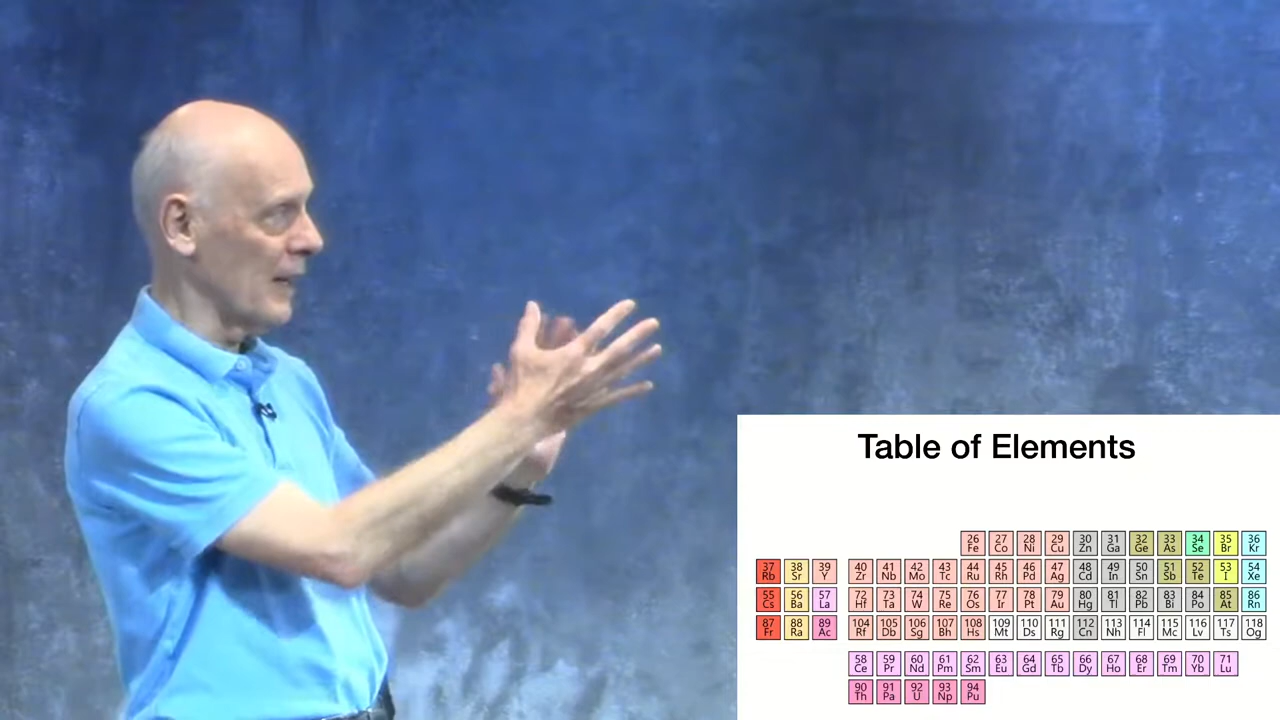 Table of Elements
26 27 28 29 30 31 32 33 34 35 36
Fe Co Ni Cu Zn Ga Ge As Se Br Kr
37 38 39 40 41 42 43 44 45 46 47 48 49 50 51 52 53 54
Rb Sr Y Zr Nb Mo Tc Ru Rh Pd Ag Cd In Sn Sb Te I Xe
55 56 57 72 73 74 75 76 77 78 79 80 81 82 83 84 85 86
Cs Ba La Hf Ta W Re Os Ir Pt Au Hg Tl Pb Bi Po At Rn
87 88 89 104 105 106 107 108 109 110 111 112 113 114 115 116 117 118
Fr Ra Ac Rf Db Sg Bh Hs Mt Ds Rg Cn Nh Fl Mc Lv Ts Og
58 59 60 61 62 63 64 65 66 67 68 69 70 71
Ce Pr Nd Pm Sm Eu Gd Tb Dy Ho Er Tm Yb Lu
90 91 92 93 94
Th Pa U Np Pu